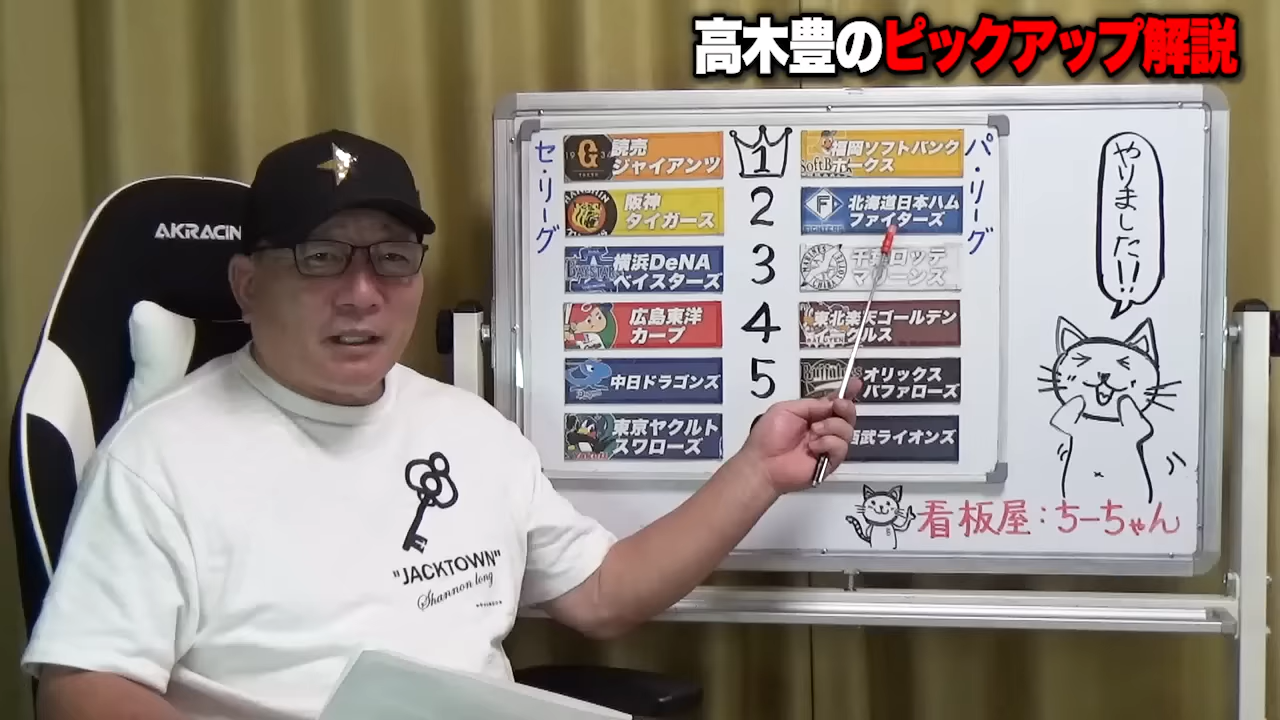 高木豊のピックアップ解説
セ・リーグ
読売
ジャイアンツ
阪神
タイガース
横浜DeNA
ベイスターズ
広島東洋
カープ
中日ドラゴンズ
東京ヤクルト
スワローズ
1
2
3
4
5
福岡ソフトバンク
ホークス
北海道日本ハム
ファイターズ
千葉ロッテ
マリーンズ
東北楽天ゴールデン
グルス
オリックス
バファローズ
西武ライオンズ
パ・リーグ
やりました!!
看板屋:ちーちゃん
AKRACIN
"JACKTOWN"
Shannon long